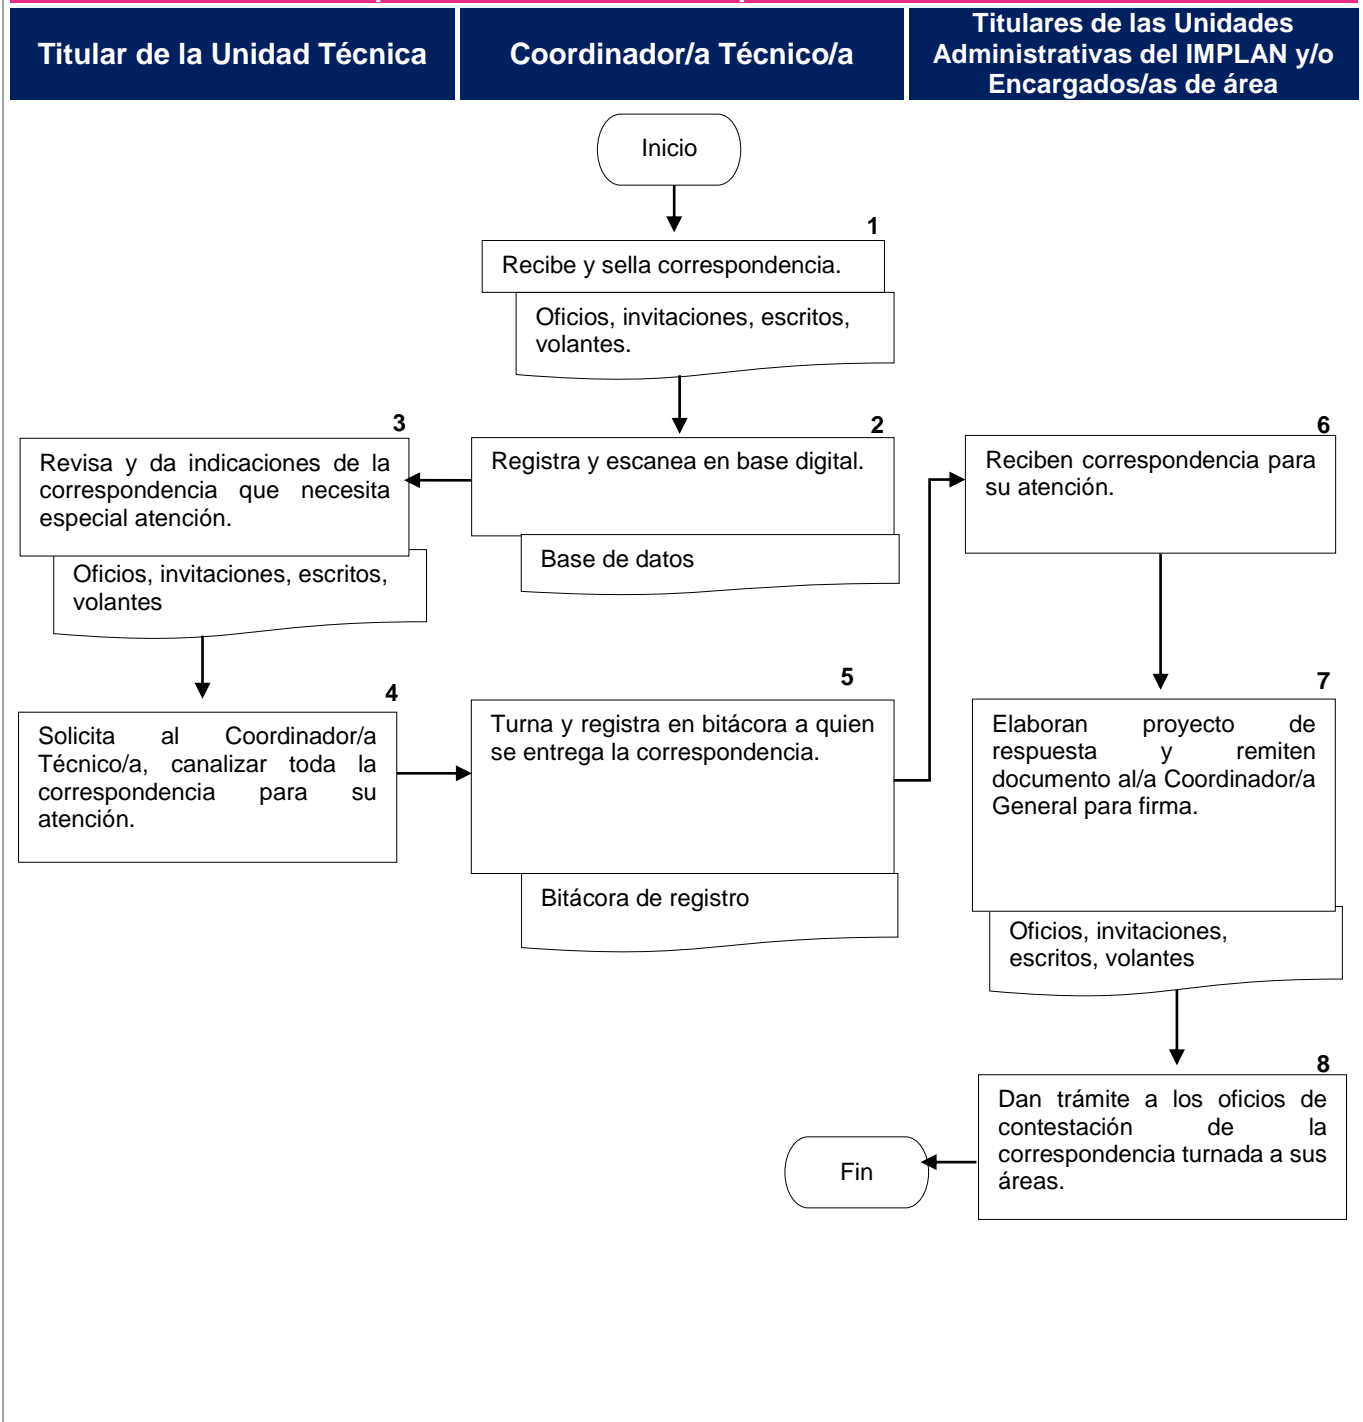 Titular de la Unidad Técnica
Coordinador/a Técnico/a
Titulares de las Unidades
Administrativas del IMPLAN y/o
Encargados/as de área
Inicio
1
Recibe y sella correspondencia.
Oficios, invitaciones, escritos,
volantes.
2
Registra y escanea en base digital.
Base de datos
3
Revisa y da indicaciones de la
correspondencia que necesita
especial atención.
Oficios, invitaciones, escritos,
volantes
4
Solicita al Coordinador/a
Técnico/a, canalizar toda la
correspondencia para su
atención.
5
Turna y registra en bitácora a quien
se entrega la correspondencia.
Bitácora de registro
6
Reciben correspondencia para
su atención.
7
Elaboran proyecto de
respuesta y remiten
documento al/a Coordinador/a
General para firma.
Oficios, invitaciones,
escritos, volantes
8
Dan trámite a los oficios de
contestación de la
correspondencia turnada a sus
áreas.
Fin